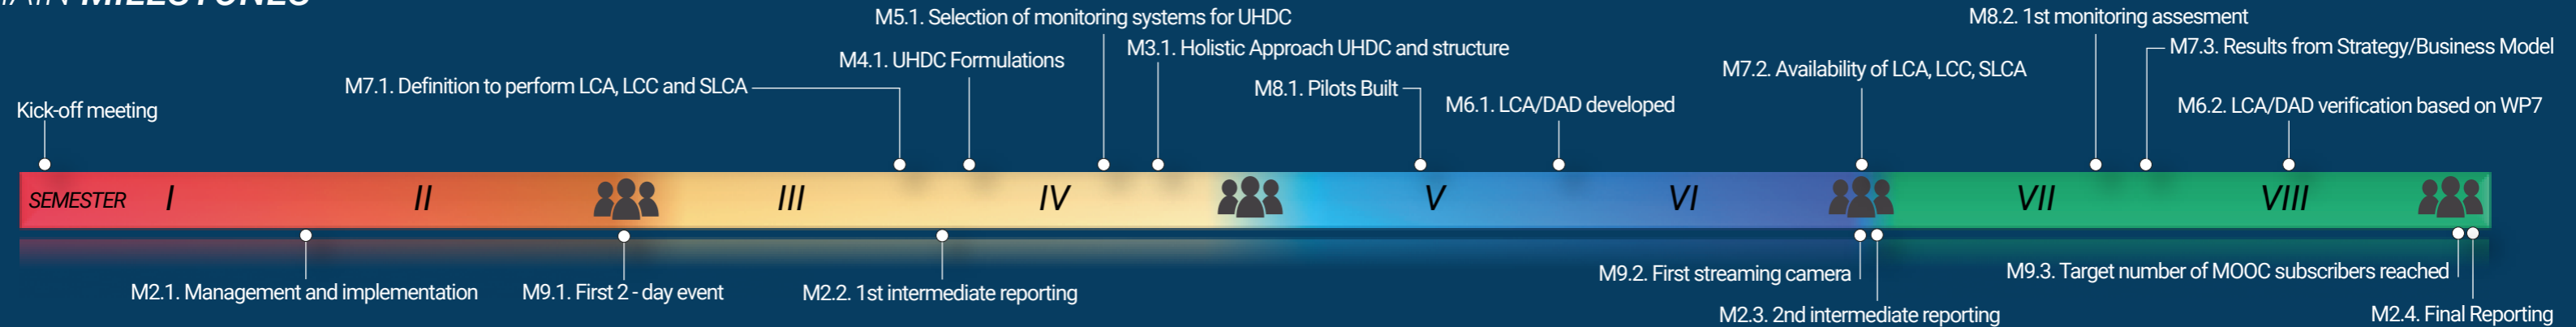 MILESTONES
M5.1. Selection of monitoring systems for UHDC
M8.2. 1st monitoring assesment
M3.1. Holistic Approach UHDC and structure
M7.3. Results from Strategy/Business Model
M4.1. UHDC Formulations
M7.2. Availability of LCA, LCC, SLCA
M7.1. Definition to perform LCA, LCC and SLCA
M8.1. Pilots Built
M6.1. LCA/DAD developed
M6.2. LCA/DAD verification based on WP7
Kick-off meeting
SEMESTER I II III IV V VI VII VIII
M9.2. First streaming camera
M9.3. Target number of MOOC subscribers reached
M2.1. Management and implementation
M9.1. First 2 - day event
M2.2. 1st intermediate reporting
M2.3. 2nd intermediate reporting
M2.4. Final Reporting